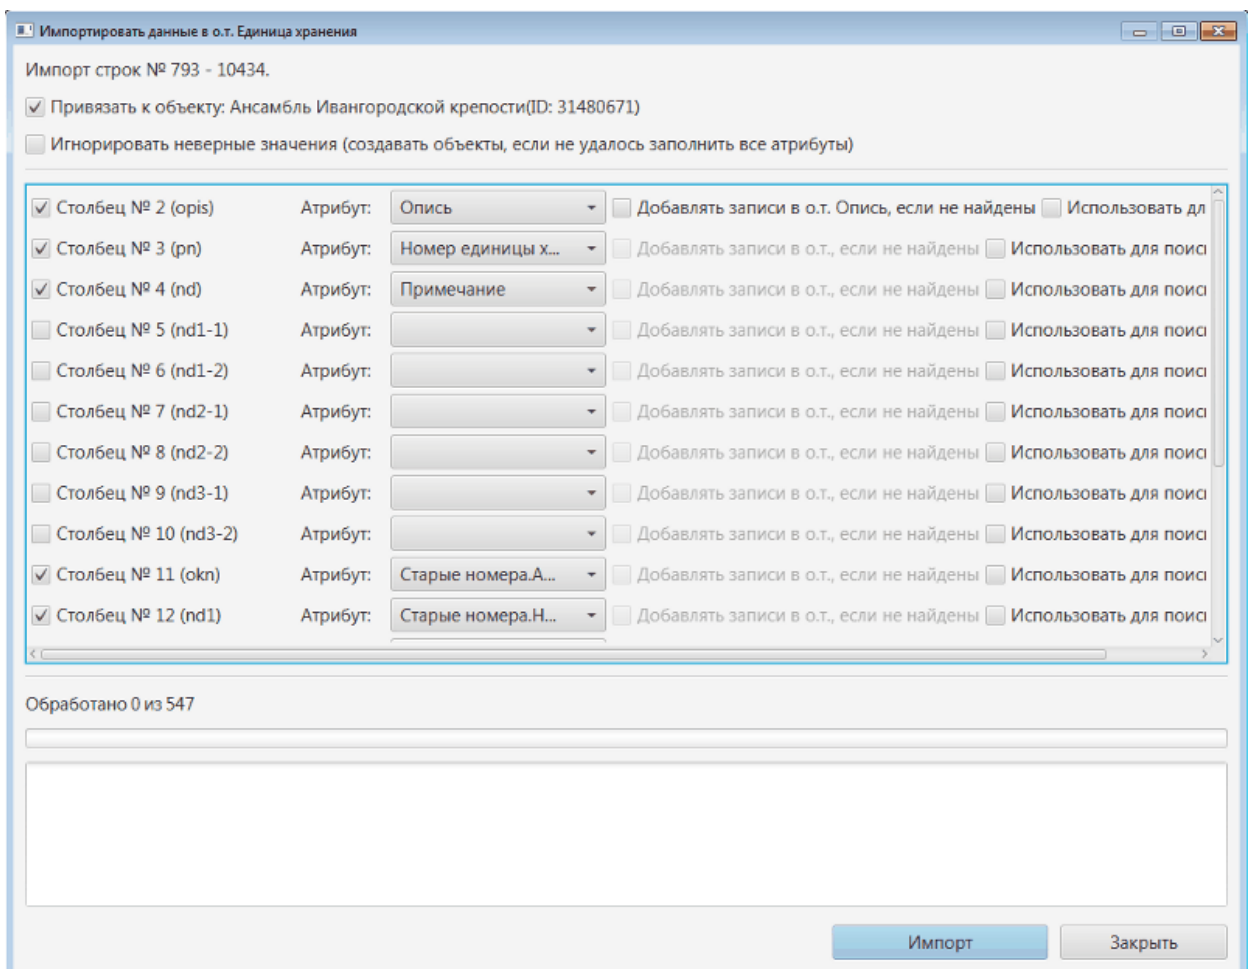 Импортировать данные в о.т. Единица хранения
Импорт строк № 793 - 10434.
Привязать к объекту: Ансамбль Ивангородской крепости(ID: 31480671)
Игнорировать неверные значения (создавать объекты, если не удалось заполнить все атрибуты)
Столбец № 2 (opis) Атрибут: Опись Добавлять записи в о.т. Опись, если не найдены Использовать дл
Столбец № 3 (pn) Атрибут: Номер единицы х... Добавлять записи в о.т., если не найдены Использовать для поис
Столбец № 4 (nd) Атрибут: Примечание Добавлять записи в о.т., если не найдены Использовать для поис
Столбец № 5 (nd1-1) Атрибут: Добавлять записи в о.т., если не найдены Использовать для поис
Столбец № 6 (nd1-2) Атрибут: Добавлять записи в о.т., если не найдены Использовать для поис
Столбец № 7 (nd2-1) Атрибут: Добавлять записи в о.т., если не найдены Использовать для поис
Столбец № 8 (nd2-2) Атрибут: Добавлять записи в о.т., если не найдены Использовать для поис
Столбец № 9 (nd3-1) Атрибут: Добавлять записи в о.т., если не найдены Использовать для поис
Столбец № 10 (nd3-2) Атрибут: Добавлять записи в о.т., если не найдены Использовать для поис
Столбец № 11 (okn) Атрибут: Старые номера.А... Добавлять записи в о.т., если не найдены Использовать для поис
Столбец № 12 (nd1) Атрибут: Старые номера.Н... Добавлять записи в о.т., если не найдены Использовать для поис
Обработано 0 из 547
Импорт Закрыть